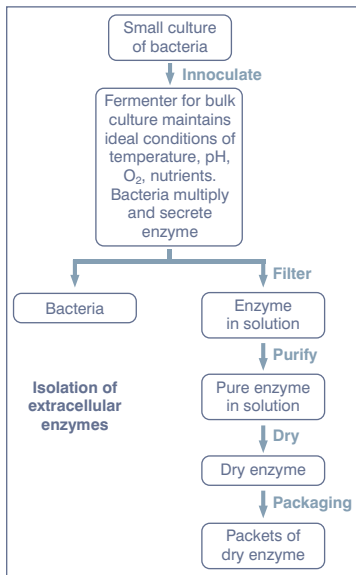 Small culture
of bacteria
Innoculate
Fermenter for bulk
culture maintains
ideal conditions of
temperature, pH,
O₂, nutrients.
Bacteria multiply
and secrete
enzyme
Filter
Bacteria
Enzyme
in solution
Purify
Isolation of
extracellular
enzymes
Pure enzyme
in solution
Dry
Dry enzyme
Packaging
Packets of
dry enzyme